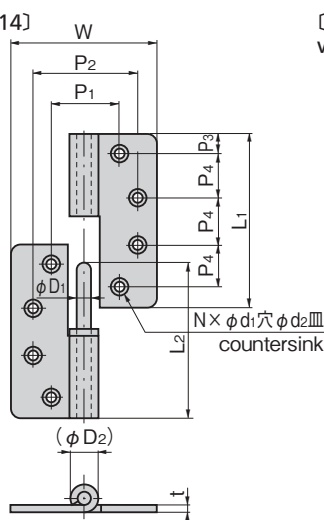 14〕
〔
W
P2
P1
P3
P4
P4
P4
L1
φD1
L2
N×φd1穴φd2皿
countersink
(φD2)
t